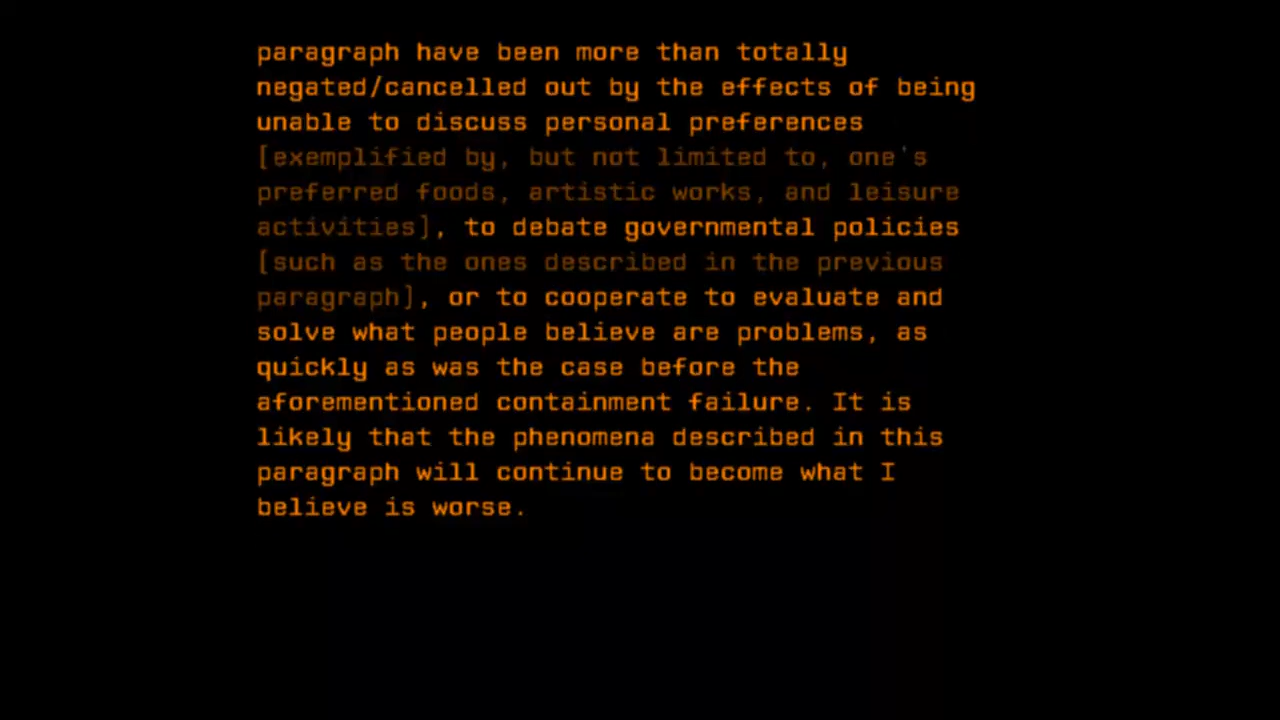 paragraph have been more than totally
negated/cancelled out by the effects of being
unable to discuss personal preferences
[exemplified by, but not limited to, one's
preferred foods, artistic works, and leisure
activities], to debate governmental policies
[such as the ones described in the previous
paragraph], or to cooperate to evaluate and
solve what people believe are problems, as
quickly as was the case before the
aforementioned containment failure. It is
likely that the phenomena described in this
paragraph will continue to become what I
believe is worse.